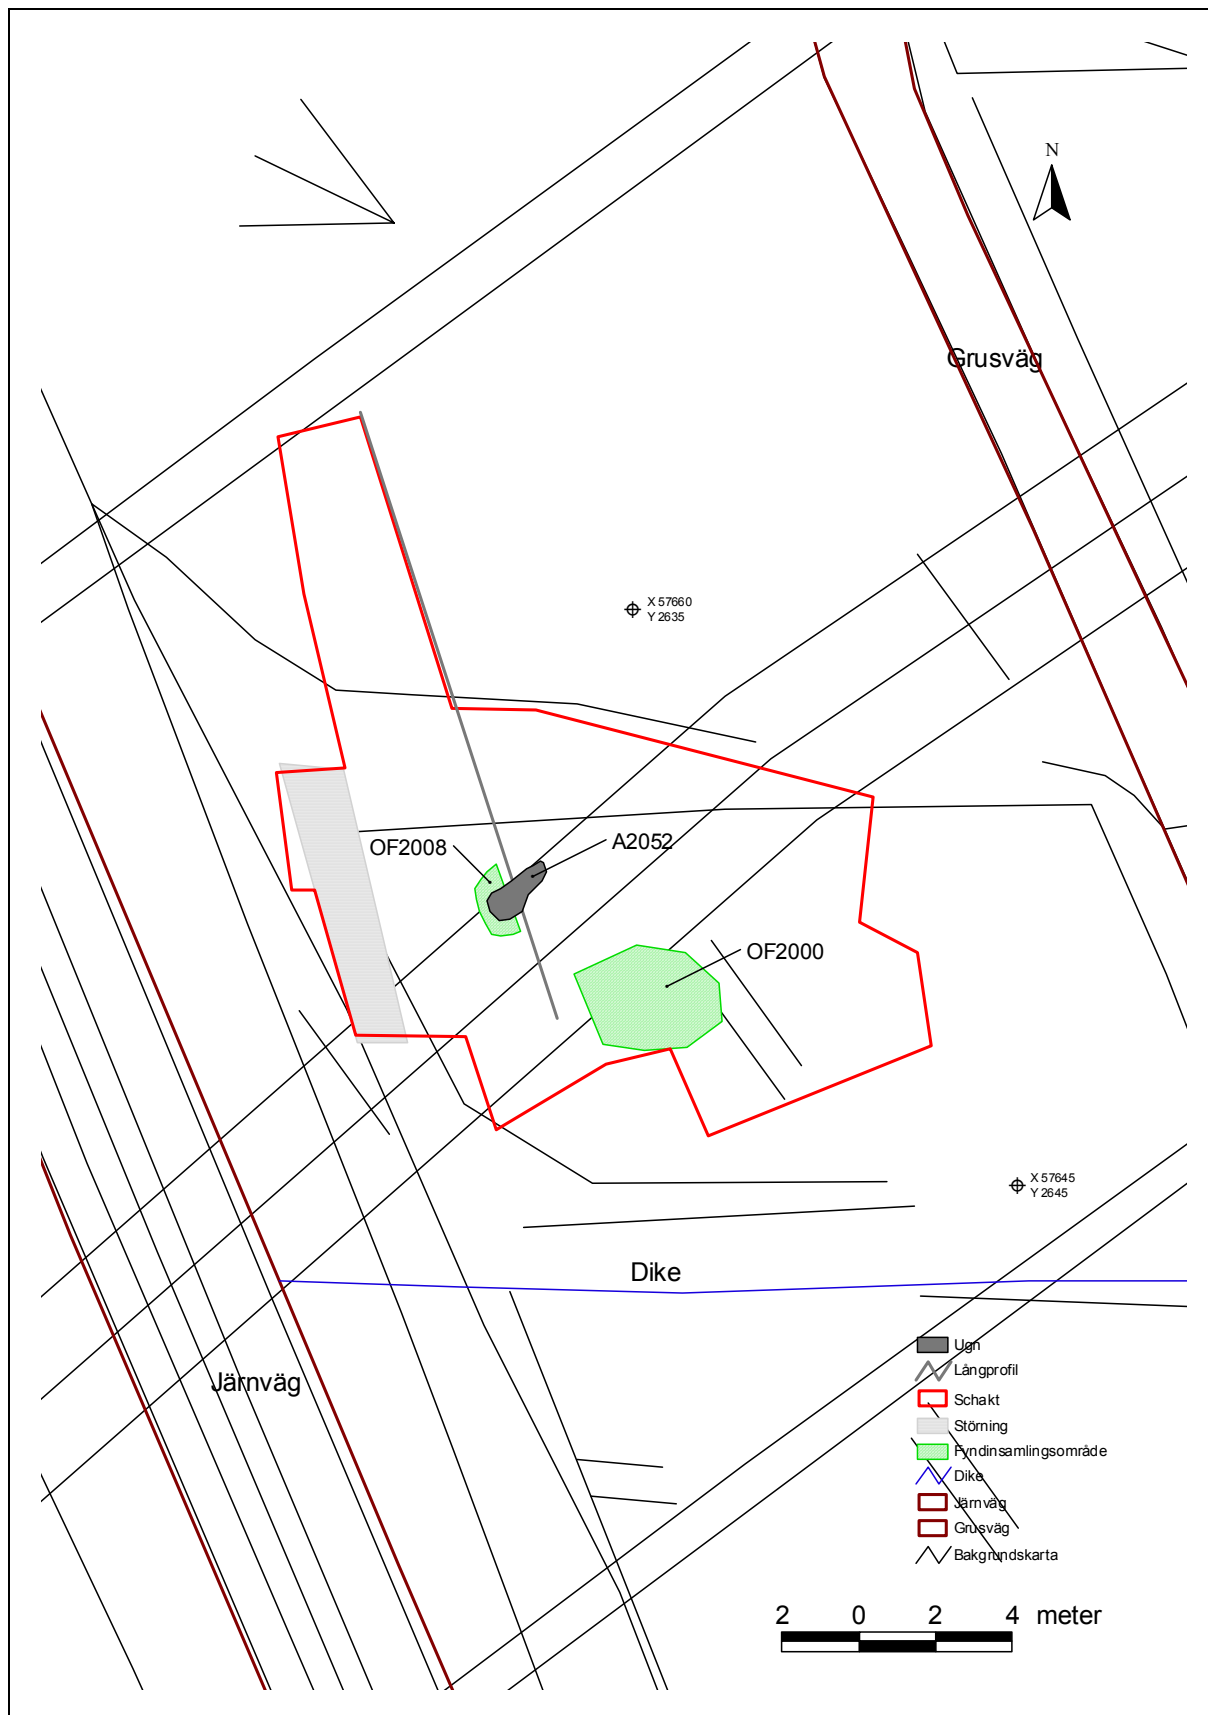 N
Grusväg
X 57660
Y 2635
OF2008
A2052
OF2000
X 57645
Y 2645
Dike
Järnväg
Ugn
Långprofil
Schakt
Störning
Fyndinsamlingsområde
Dike
Järnväg
Grusväg
Bakgrundskarta
2 0 2 4 meter